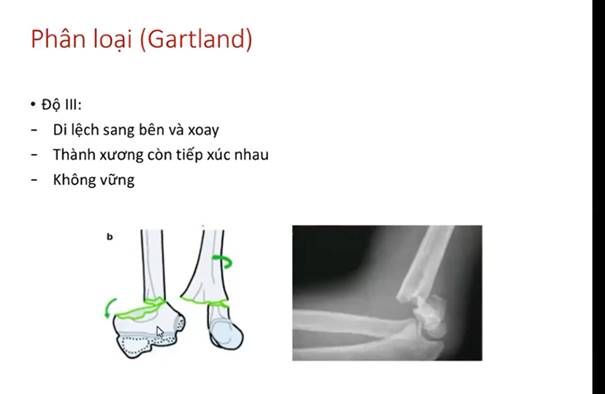 Phân loại (Gartland)
• Độ III:
- Di lệch sang bên và xoay
- Thành xương còn tiếp xúc nhau
- Không vững
b